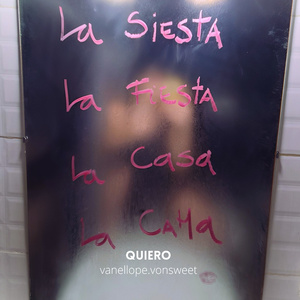 La SiESTA
La FiESTA
La Casa
La CaMa
QUIERO
vanellope.vonsweet